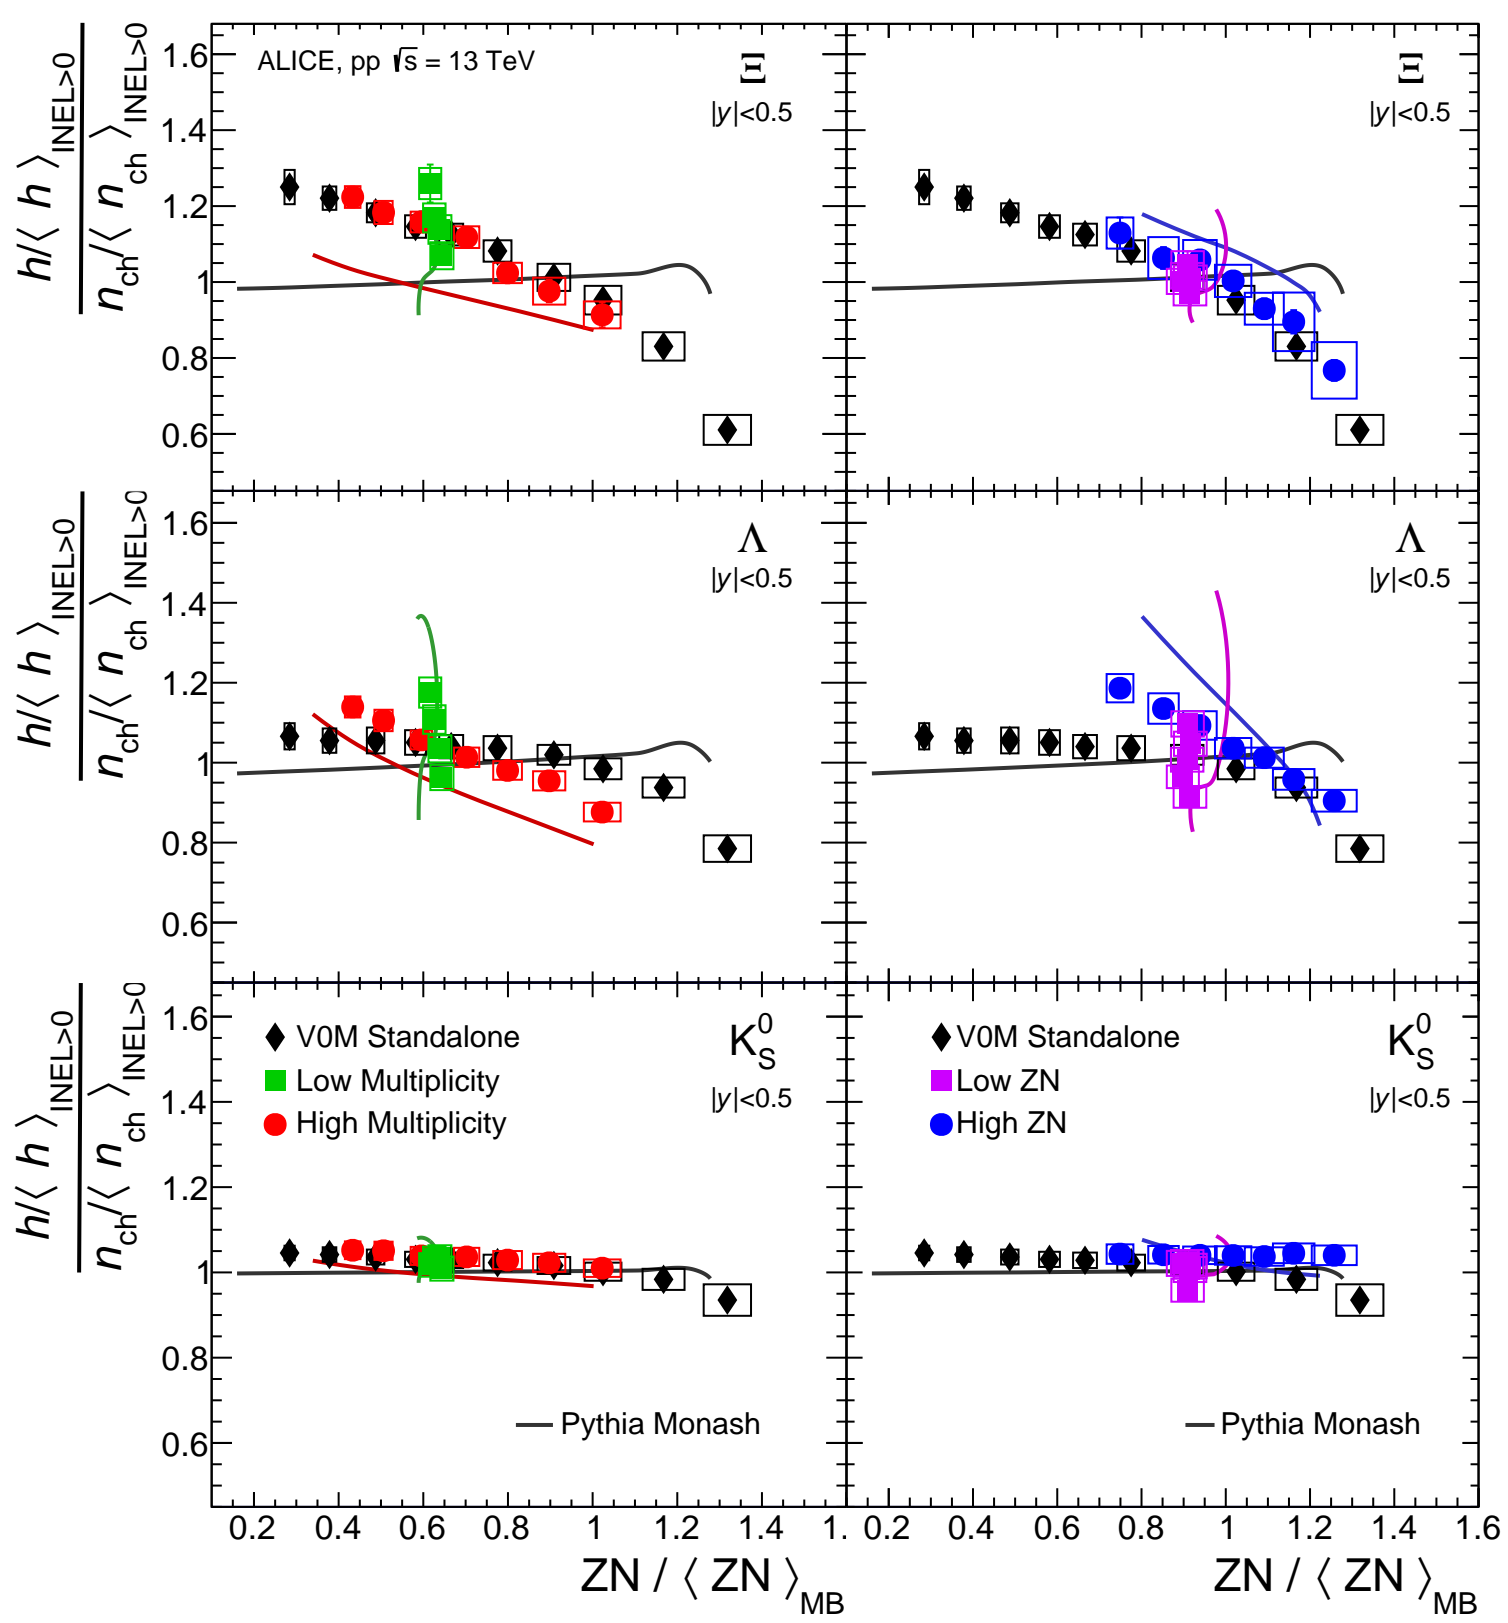 ALICE, pp √s = 13 TeV
Ξ
|y|<0.5
Ξ
|y|<0.5
h/⟨ h ⟩INEL>0
nch/⟨ nch ⟩INEL>0
1.6
1.4
1.2
1
0.8
0.6
Λ
|y|<0.5
Λ
|y|<0.5
h/⟨ h ⟩INEL>0
nch/⟨ nch ⟩INEL>0
1.6
1.4
1.2
1
0.8
0.6
V0M Standalone
Low Multiplicity
High Multiplicity
K0S
|y|<0.5
Pythia Monash
V0M Standalone
Low ZN
High ZN
K0S
|y|<0.5
Pythia Monash
h/⟨ h ⟩INEL>0
nch/⟨ nch ⟩INEL>0
1.6
1.4
1.2
1
0.8
0.6
0.2 0.4 0.6 0.8 1 1.2 1.4 1.
0.2 0.4 0.6 0.8 1 1.2 1.4 1.6
ZN / ⟨ ZN ⟩MB
ZN / ⟨ ZN ⟩MB